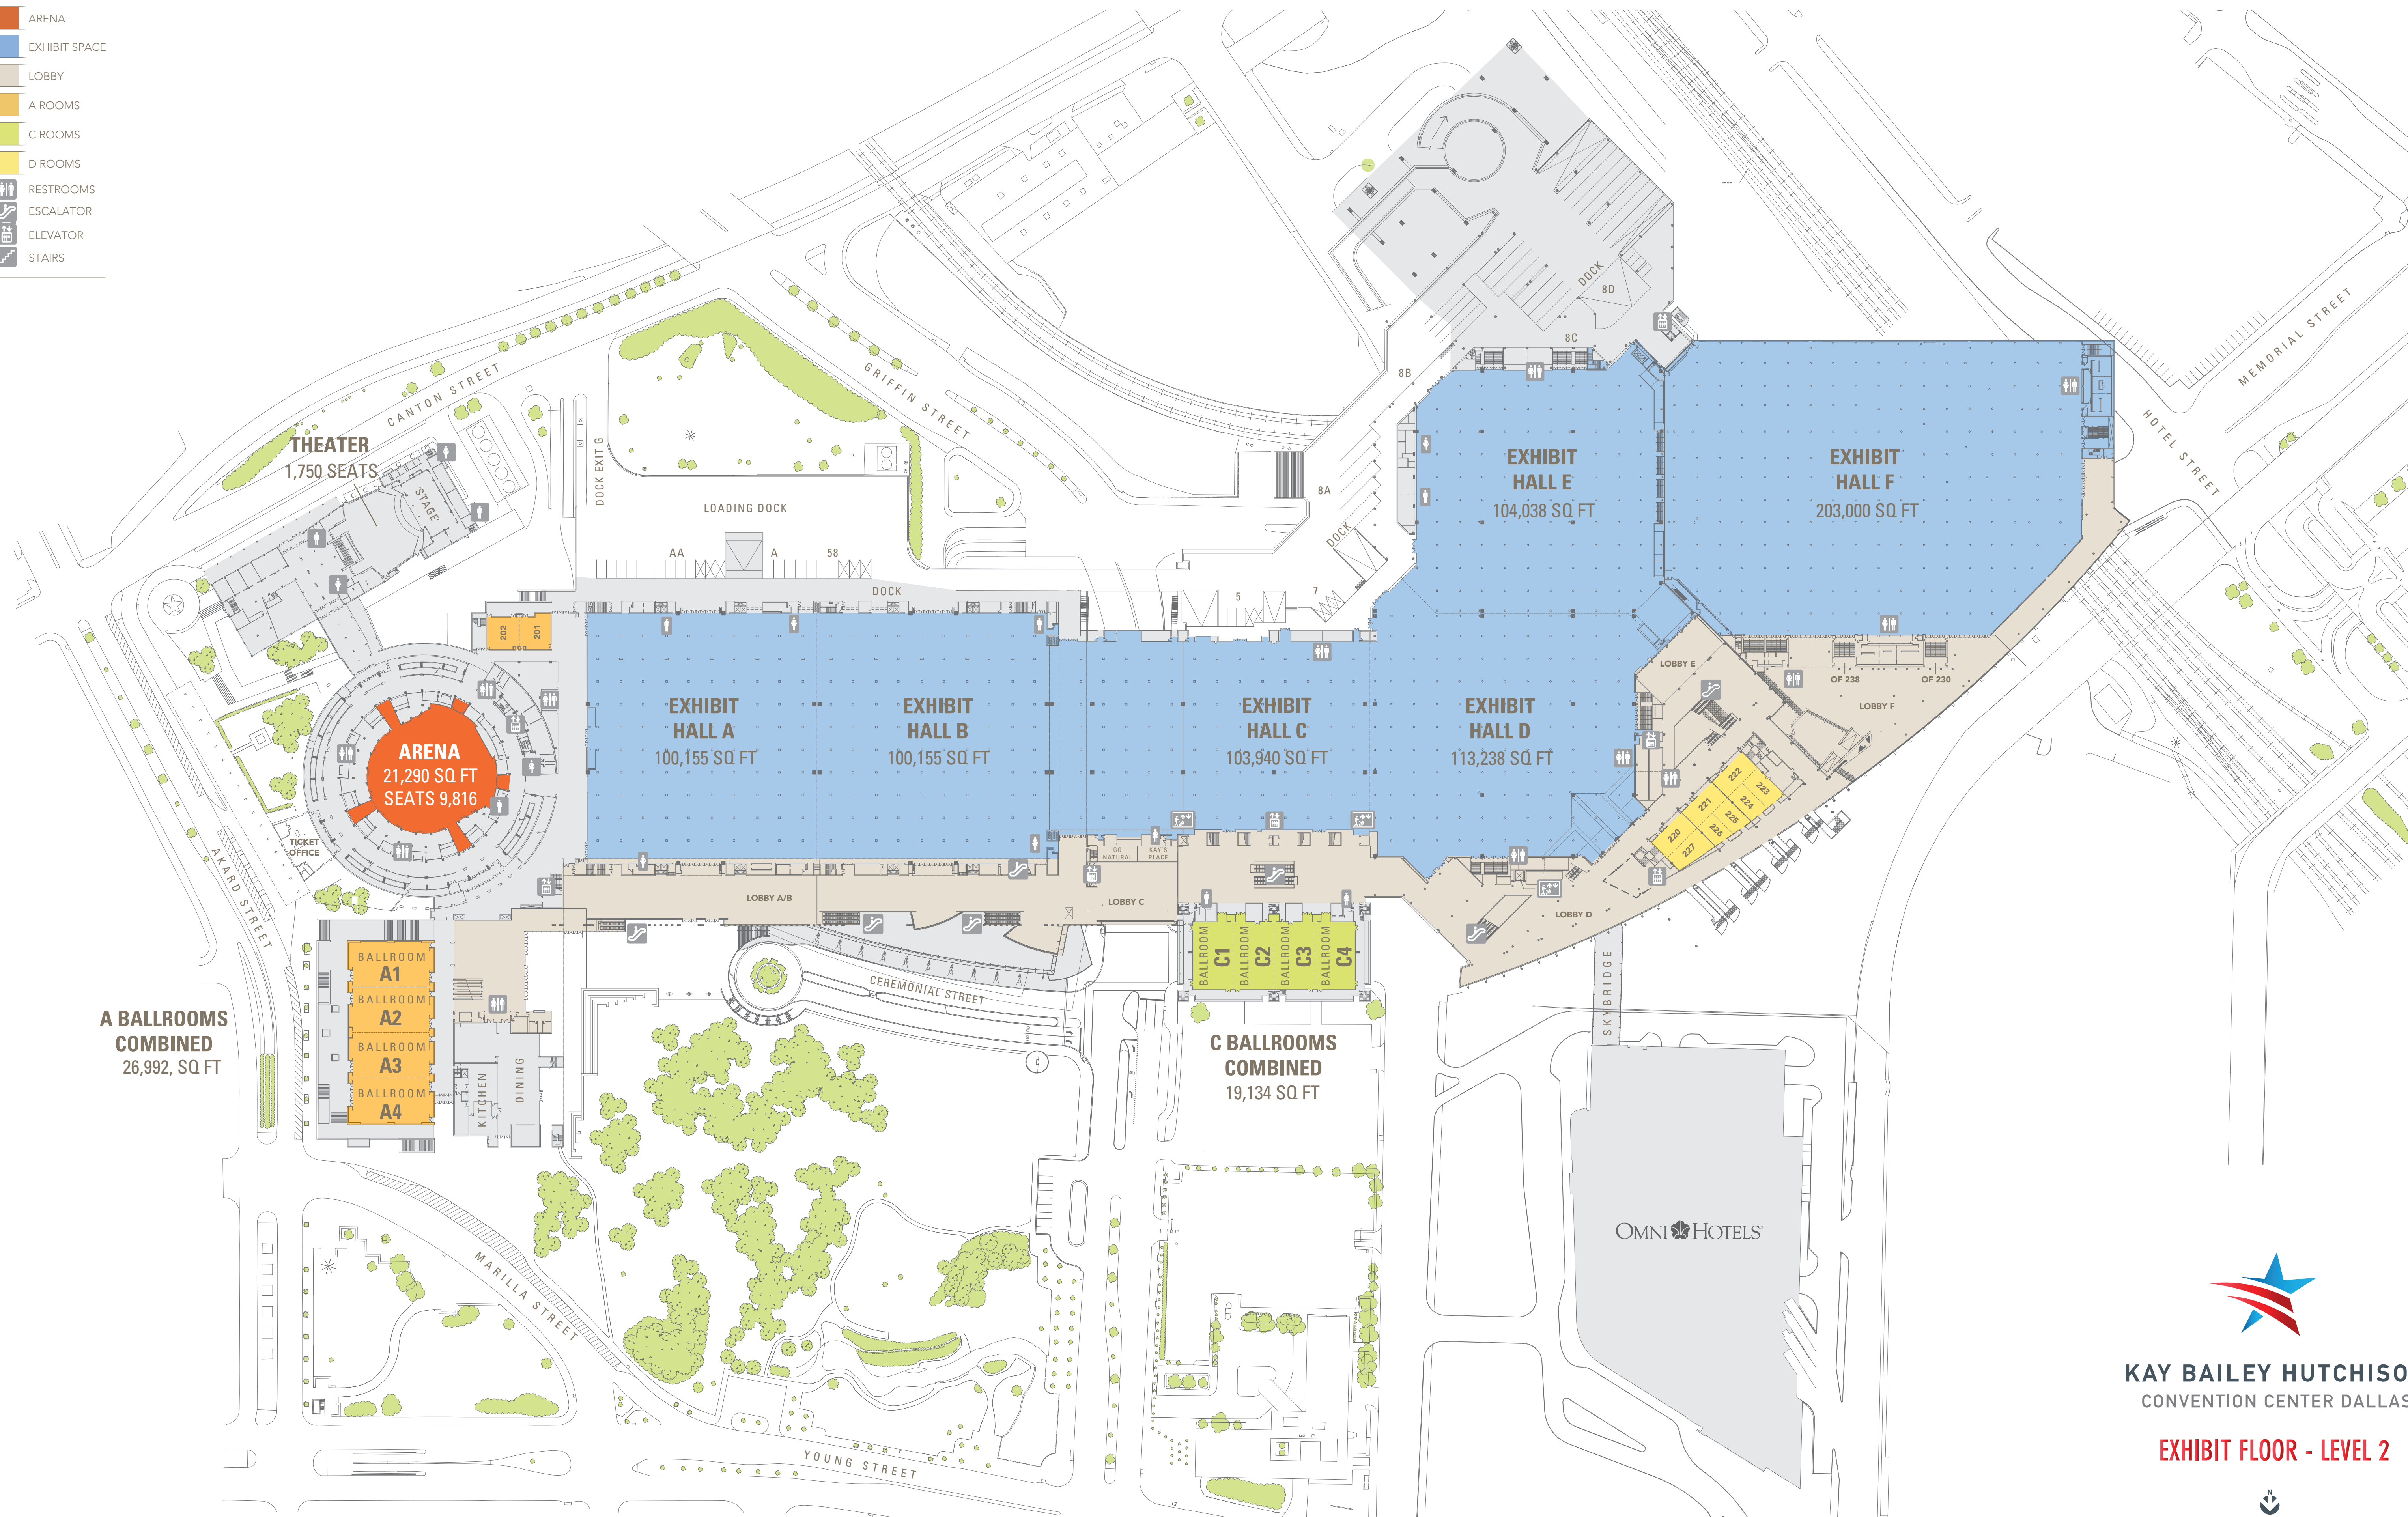 ARENA
EXHIBIT SPACE
LOBBY
A ROOMS
C ROOMS
D ROOMS
RESTROOMS
ESCALATOR
ELEVATOR
STAIRS
CANTON STREET
GRIFFIN STREET
MEMORIAL STREET
HOTEL STREET
THEATER
1,750 SEATS
STAGE
DOCK EXIT G
LOADING DOCK
AA
A
58
DOCK
DOCK
8D
8C
8B
8A
DOCK
7
5
202
201
EXHIBIT
HALL E
104,038 SQ FT
EXHIBIT
HALL F
203,000 SQ FT
LOBBY E
OF 238
OF 230
LOBBY F
ARENA
21,290 SQ FT
SEATS 9,816
EXHIBIT
HALL A
100,155 SQ FT
EXHIBIT
HALL B
100,155 SQ FT
EXHIBIT
HALL C
103,940 SQ FT
EXHIBIT
HALL D
113,238 SQ FT
222
223
221
224
225
220
226
227
TICKET
OFFICE
AKARD STREET
GO
NATURAL
KAY'S
PLACE
LOBBY A/B
LOBBY C
LOBBY D
BALLROOM
A1
BALLROOM
A2
BALLROOM
A3
BALLROOM
A4
BALLROOM
C1
BALLROOM
C2
BALLROOM
C3
BALLROOM
C4
CEREMONIAL STREET
SKYBRIDGE
A BALLROOMS
COMBINED
26,992, SQ FT
C BALLROOMS
COMBINED
19,134 SQ FT
KITCHEN
DINING
MARILLA STREET
YOUNG STREET
OMNI HOTELS
KAY BAILEY HUTCHISO
CONVENTION CENTER DALLAS
EXHIBIT FLOOR - LEVEL 2
N